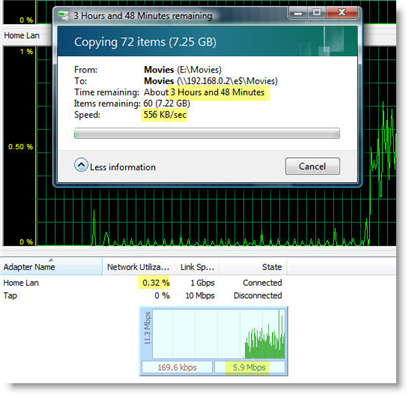 0 %
Home Lan
1 %
0.50 %
0 %
3 Hours and 48 Minutes remaining
Copying 72 items (7.25 GB)
From: Movies (E:\Movies)
To: Movies (\\192.168.0.2\e$\Movies)
Time remaining: About 3 Hours and 48 Minutes
Items remaining: 60 (7.22 GB)
Speed: 556 KB/sec
Less information
Cancel
Adapter Name Network Utiliza... Link Sp... State
Home Lan 0.32 % 1 Gbps Connected
Tap 0 % 10 Mbps Disconnected
11.3 Mbps
169.6 kbps 5.9 Mbps